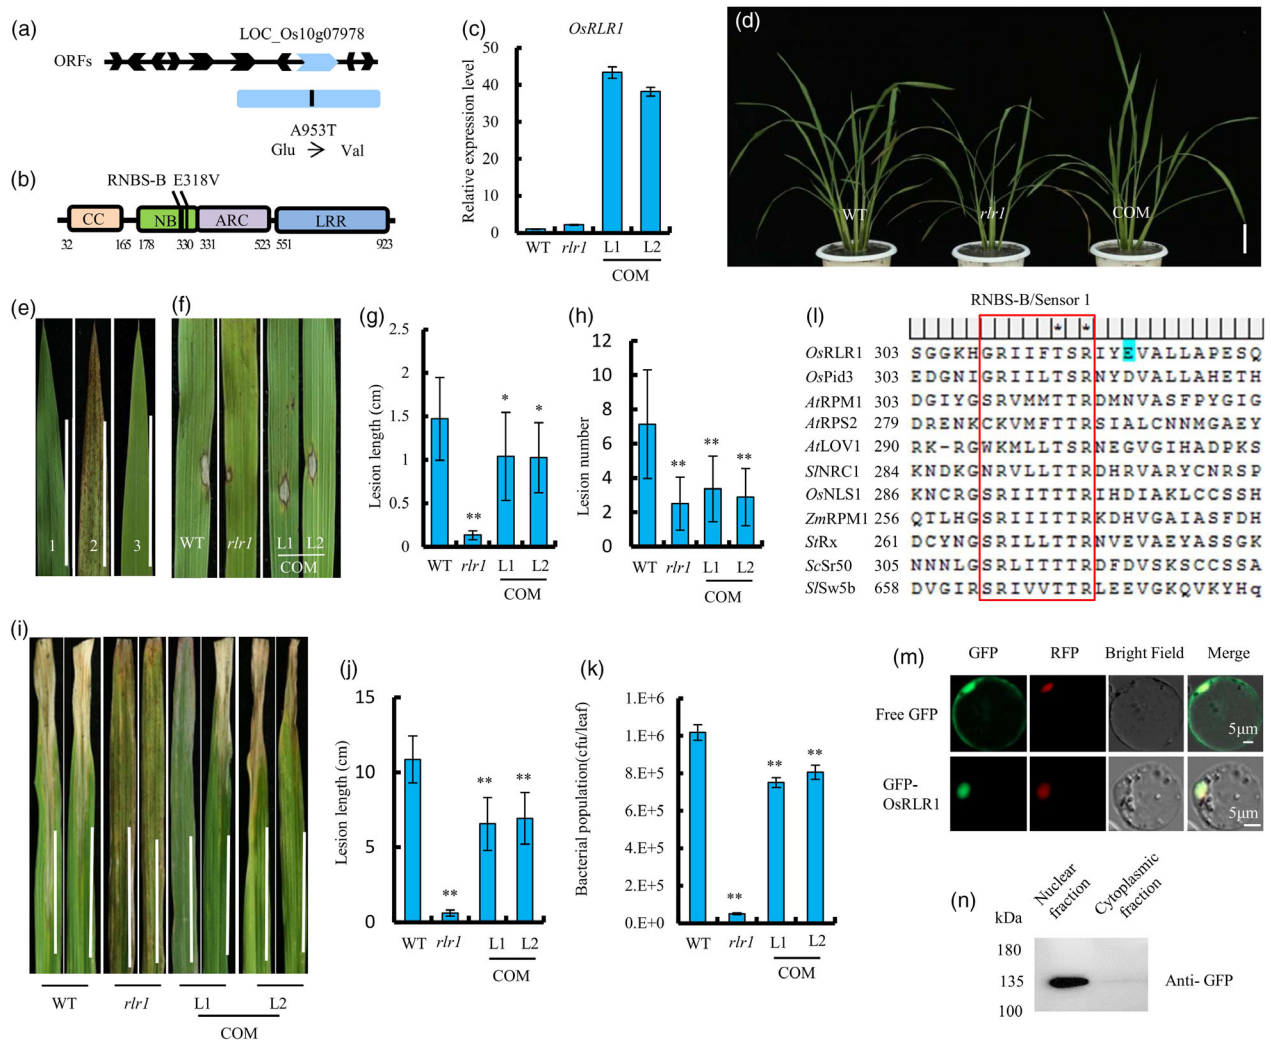 (a)
LOC_Os10g07978
ORFs
A953T
Glu Val
(b)
RNBS-B E318V
CC NB ARC LRR
32 165 178 330 331 523 551 923
(c)
OsRLR1
Relative expression level
50
40
30
20
10
0
WT rlr1 L1 L2
COM
(d)
WT rlr1 COM
(e)
1 2 3
(f)
WT rlr1 L1 L2
COM
(g)
Lesion length (cm)
2.5
2
1.5
1
0.5
0
* *
**
WT rlr1 L1 L2
COM
(h)
Lesion number
12
10
8
6
4
2
0
** ** **
WT rlr1 L1 L2
COM
(l)
RNBS-B/Sensor 1
* *
OsRLR1 303 SGGKHGRIIFTSRIYEVALLAPESQ
OsPid3 303 EDGNIGRIILTSRNYDVALLAHETH
AtRPM1 303 DGIYGSRVMMTTRDMNVASFPYGIG
AtRPS2 279 DRENKCKVMFTTRSIALCNNMGAEY
AtLOV1 290 RK-RGWKMLLTSRNEGVGIHADPKS
SlNRC1 284 KNDKGNRVLLTTRDHRVARYCNRSP
OsNLS1 286 KNCRGSRIITTTRIHDIAKLCCSSH
ZmRPM1 256 QTLHGSRIIITTRKDHVGAIASFDH
StRx 261 DCYNGSRIILTTRNVEVAEYASSGK
ScSr50 305 NNNLGSRLITTTRIFDVSKSCCSSA
SlSw5b 658 DVGIRSRIVVTTRLEEVGKQVKYHq
(i)
WT rlr1 L1 L2
COM
(j)
Lesion length (cm)
15
10
5
0
** **
**
WT rlr1 L1 L2
COM
(k)
Bacterial population(cfu/leaf)
1.E+6
1.E+6
8.E+5
6.E+5
4.E+5
2.E+5
0.E+0
** **
**
WT rlr1 L1 L2
COM
(m)
GFP RFP Bright Field Merge
Free GFP
5μm
GFP-
OsRLR1
5μm
(n)
Nuclear
fraction
Cytoplasmic
fraction
kDa
180
135
100
Anti- GFP